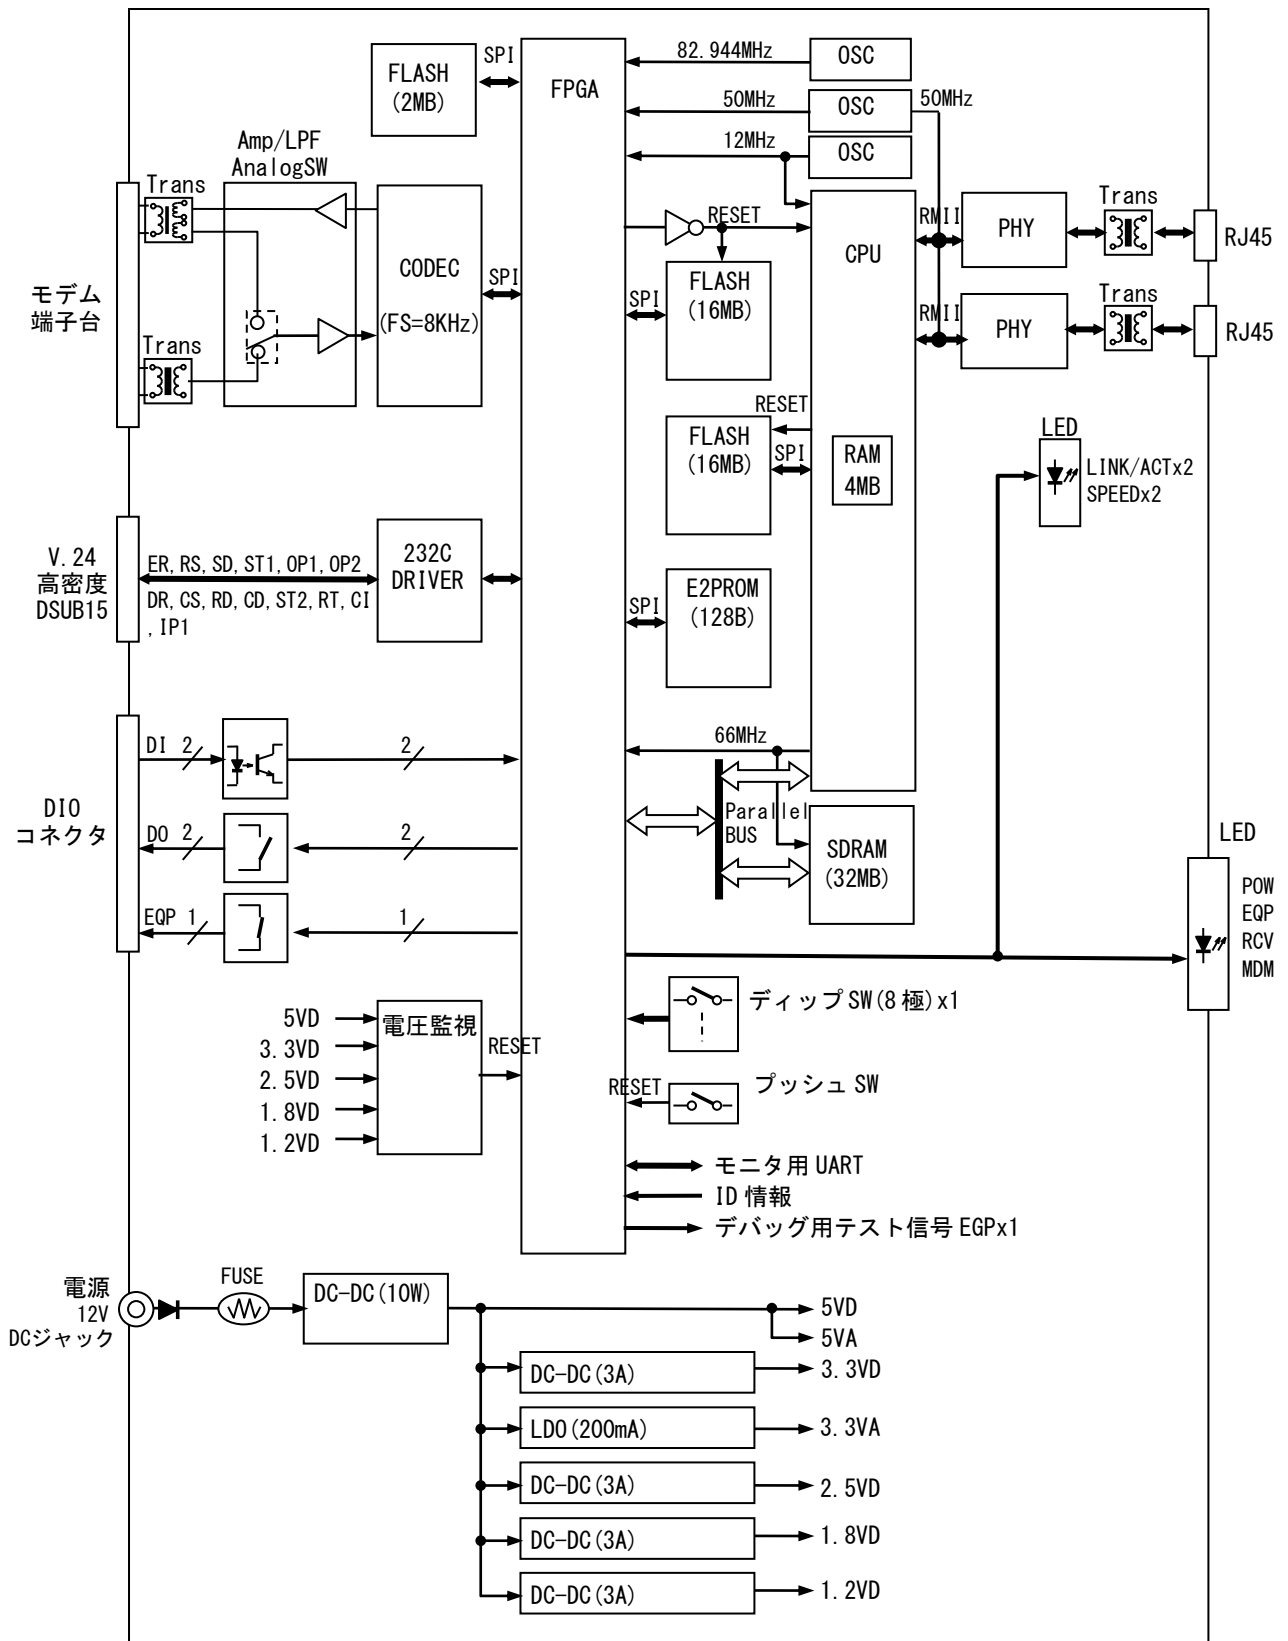 FLASH
(2MB)
SPI
FPGA
82.944MHz
OSC
50MHz
OSC
50MHz
12MHz
OSC
Amp/LPF
AnalogSW
Trans
CODEC
(FS=8KHz)
SPI
モデム
端子台
Trans
RESET
CPU
FLASH
(16MB)
SPI
RMII
PHY
Trans
RJ45
RMII
PHY
Trans
RJ45
RESET
FLASH
(16MB)
SPI
RAM
4MB
LED
LINK/ACTx2
SPEEDx2
V.24
高密度
DSUB15
ER,RS,SD,ST1,OP1,OP2
DR,CS,RD,CD,ST2,RT,CI
,IP1
232C
DRIVER
SPI
E2PROM
(128B)
66MHz
DIO
コネクタ
DI 2
2
DO 2
2
EQP 1
1
Parallel
BUS
SDRAM
(32MB)
LED
POW
EQP
RCV
MDM
5VD
3.3VD
2.5VD
1.8VD
1.2VD
電圧監視
RESET
ディップSW(8極)x1
RESET
プッシュSW
モニタ用UART
ID情報
デバッグ用テスト信号EGPx1
電源
12V
DCジャック
FUSE
DC-DC(10W)
5VD
5VA
DC-DC(3A)
3.3VD
LDO(200mA)
3.3VA
DC-DC(3A)
2.5VD
DC-DC(3A)
1.8VD
DC-DC(3A)
1.2VD